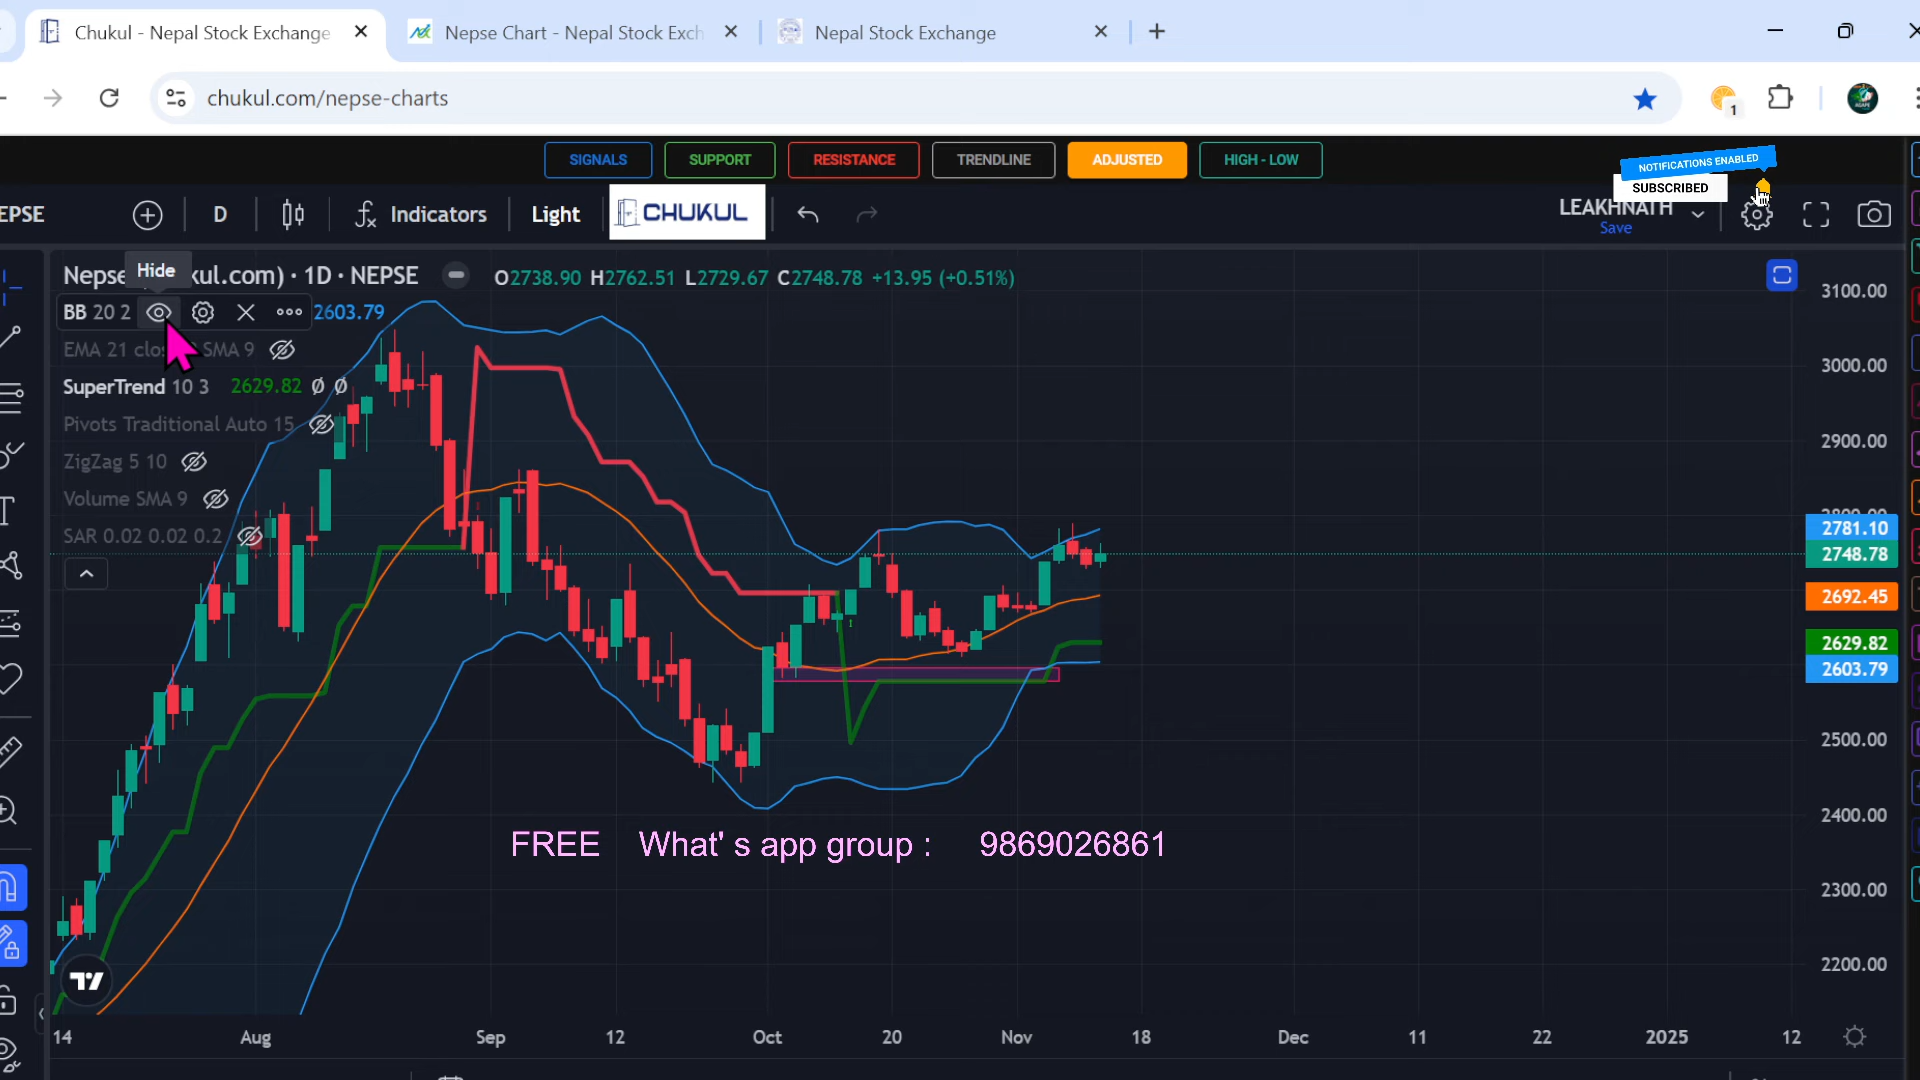 Chukul - Nepal Stock Exchange
Nepse Chart - Nepal Stock Exch
Nepal Stock Exchange
chukul.com/nepse-charts
1
SIGNALS
SUPPORT
RESISTANCE
TRENDLINE
ADJUSTED
HIGH - LOW
NOTIFICATIONS ENABLED
SUBSCRIBED
EPSE
D
Indicators
Light
CHUKUL
LEAKHNATH
Save
Hide
Nepse kul.com) · 1D · NEPSE
O2738.90 H2762.51 L2729.67 C2748.78 +13.95 (+0.51%)
BB 20 2 2603.79
EMA 21 clos SMA 9
SuperTrend 10 3 2629.82 Ø Ø
Pivots Traditional Auto 15
ZigZag 5 10
Volume SMA 9
SAR 0.02 0.02 0.2
3100.00
3000.00
2900.00
2781.10
2748.78
2692.45
2629.82
2603.79
2500.00
2400.00
2300.00
2200.00
FREE What' s app group : 9869026861
14 Aug Sep 12 Oct 20 Nov 18 Dec 11 22 2025 12